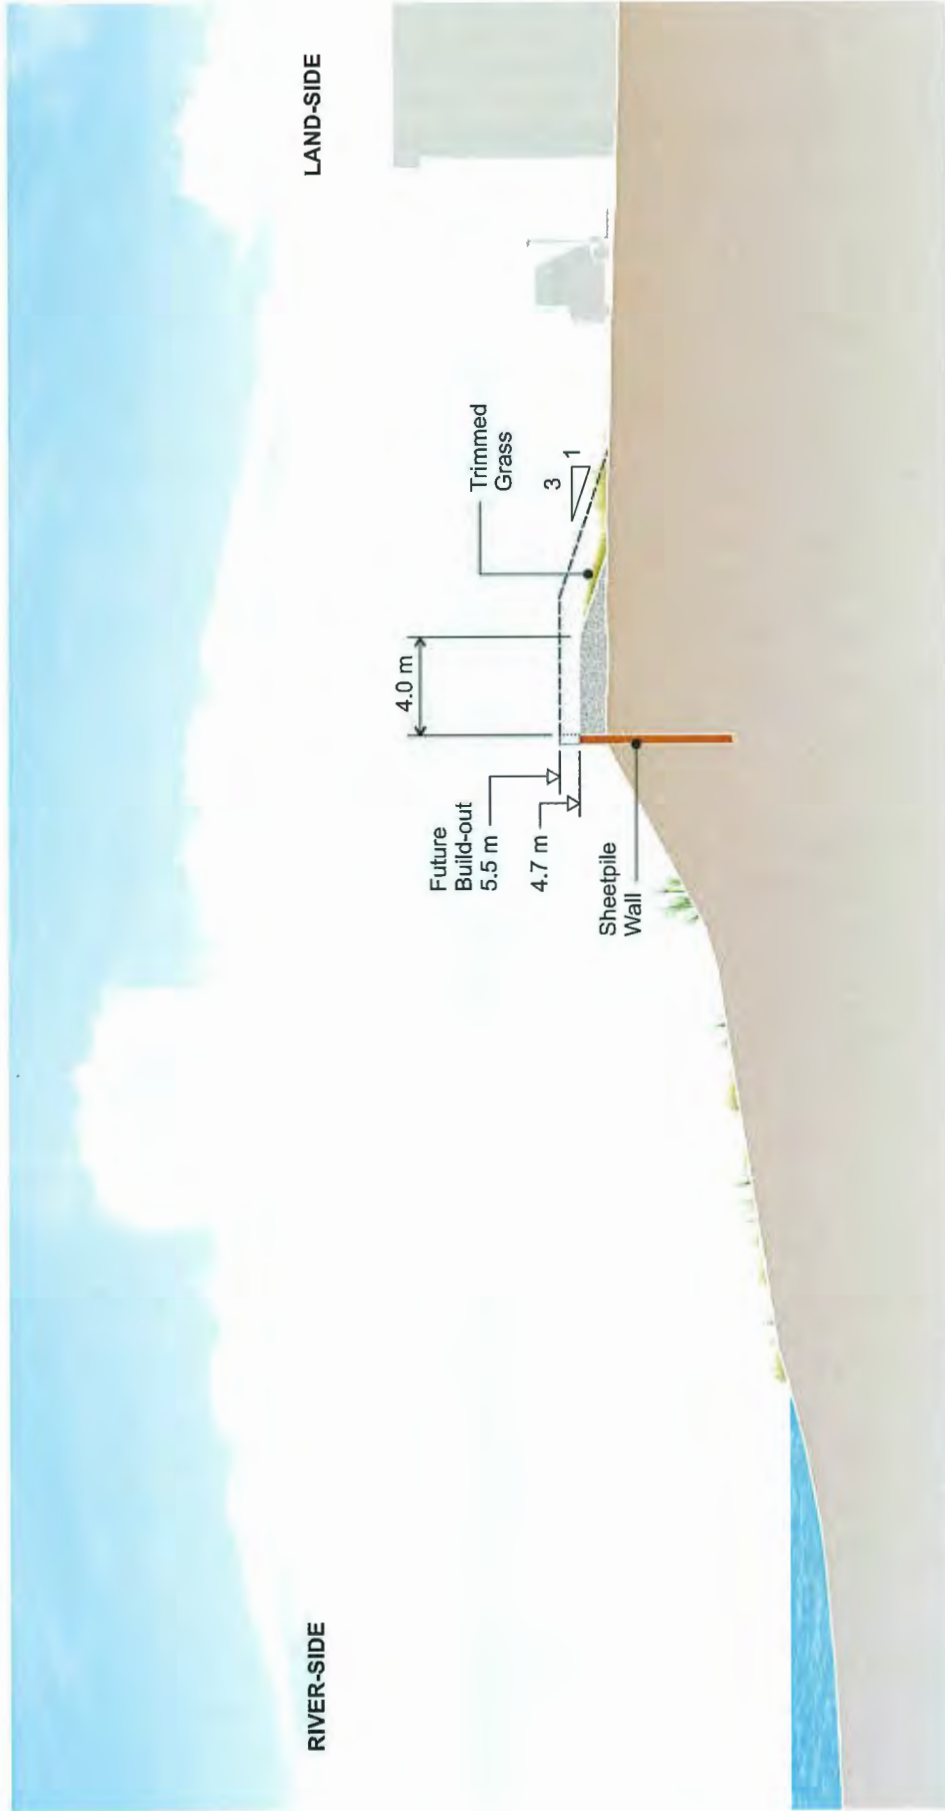 RIVER-SIDE
LAND-SIDE
Future
Build-out
5.5 m
4.7 m
Sheetpile
Wall
4.0 m
Trimmed
Grass
3
1